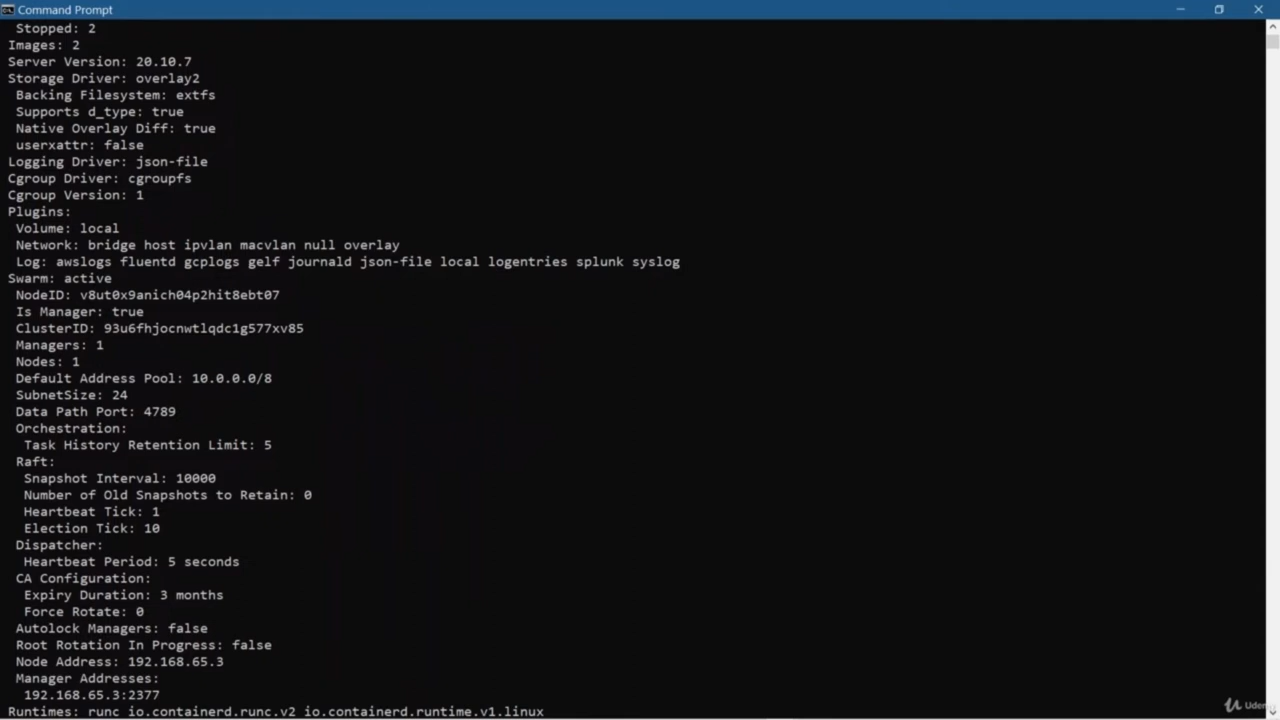 Command Prompt
Stopped: 2
Images: 2
Server Version: 20.10.7
Storage Driver: overlay2
Backing Filesystem: extfs
Supports d_type: true
Native Overlay Diff: true
userxattr: false
Logging Driver: json-file
Cgroup Driver: cgroupfs
Cgroup Version: 1
Plugins:
Volume: local
Network: bridge host ipvlan macvlan null overlay
Log: awslogs fluentd gcplogs gelf journald json-file local logentries splunk syslog
Swarm: active
NodeID: v8ut0x9anich04p2hit8ebt07
Is Manager: true
ClusterID: 93u6fhjocnwtlqdc1g577xv85
Managers: 1
Nodes: 1
Default Address Pool: 10.0.0.0/8
SubnetSize: 24
Data Path Port: 4789
Orchestration:
Task History Retention Limit: 5
Raft:
Snapshot Interval: 10000
Number of Old Snapshots to Retain: 0
Heartbeat Tick: 1
Election Tick: 10
Dispatcher:
Heartbeat Period: 5 seconds
CA Configuration:
Expiry Duration: 3 months
Force Rotate: 0
Autolock Managers: false
Root Rotation In Progress: false
Node Address: 192.168.65.3
Manager Addresses:
192.168.65.3:2377
Runtimes: runc io.containerd.runc.v2 io.containerd.runtime.v1.linux